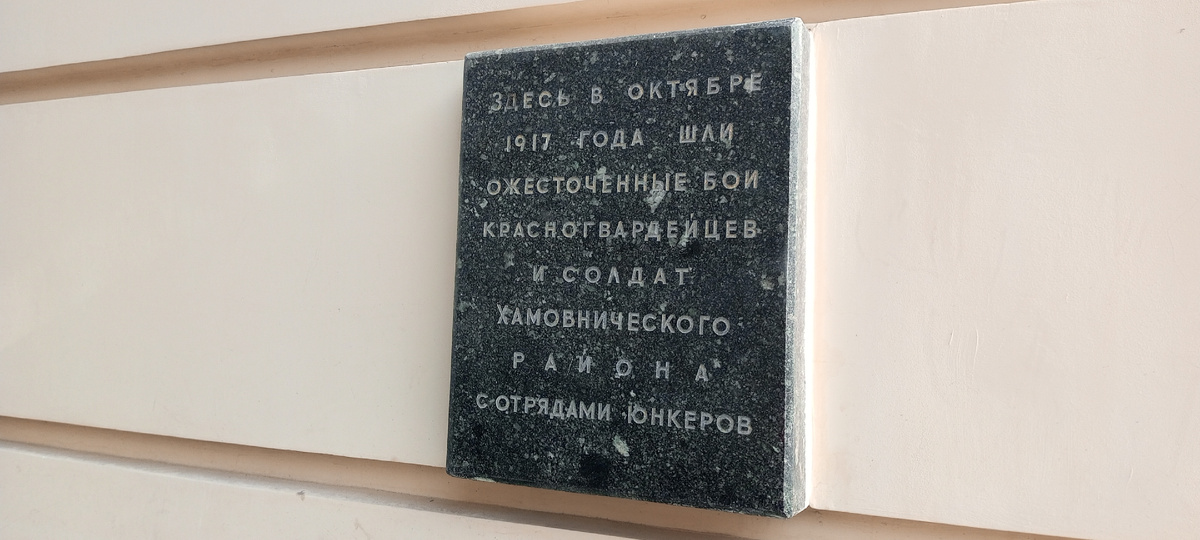 ЗДЕСЬ В ОКТЯБРЕ
1917 ГОДА ШЛИ
ОЖЕСТОЧЕННЫЕ БОИ
КРАСНОГВАРДЕЙЦЕВ
И СОЛДАТ
ХАМОВНИЧЕСКОГО
РАЙОНА
С ОТРЯДАМИ ЮНКЕРОВ